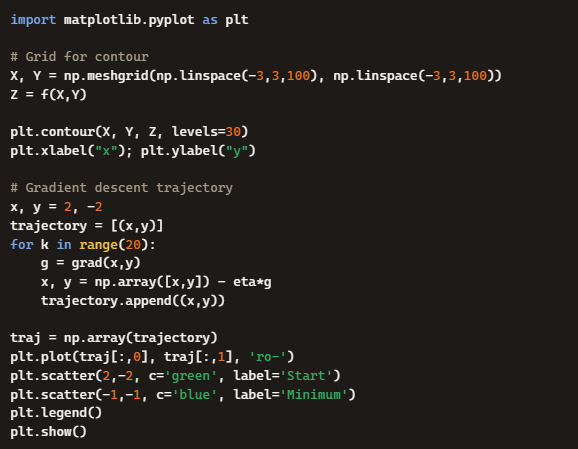 import matplotlib.pyplot as plt

# Grid for contour
X, Y = np.meshgrid(np.linspace(-3,3,100), np.linspace(-3,3,100))
Z = f(X,Y)

plt.contour(X, Y, Z, levels=30)
plt.xlabel("x"); plt.ylabel("y")

# Gradient descent trajectory
x, y = 2, -2
trajectory = [(x,y)]
for k in range(20):
    g = grad(x,y)
    x, y = np.array([x,y]) - eta*g
    trajectory.append((x,y))

traj = np.array(trajectory)
plt.plot(traj[:,0], traj[:,1], 'ro-')
plt.scatter(2,-2, c='green', label='Start')
plt.scatter(-1,-1, c='blue', label='Minimum')
plt.legend()
plt.show()